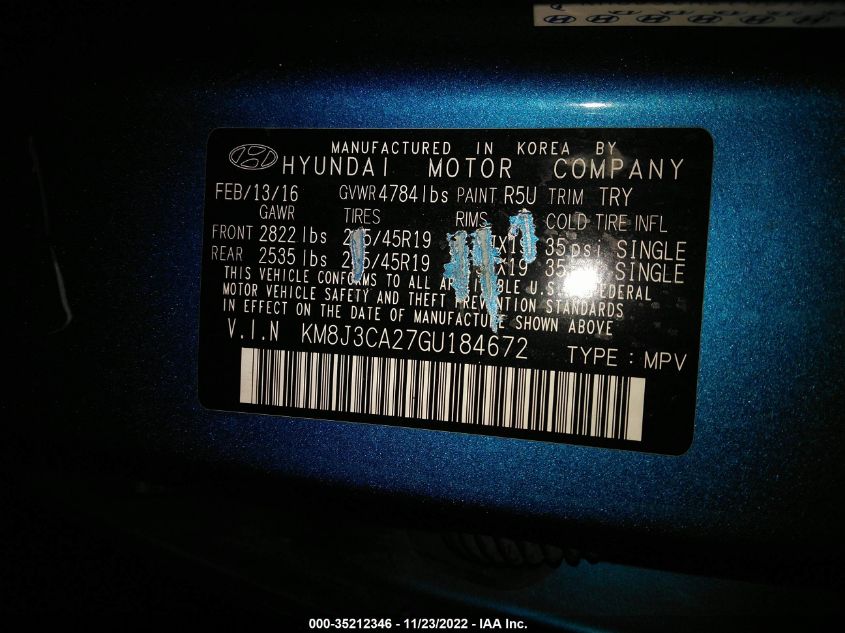 MANUFACTURED IN KOREA BY
HYUNDAI MOTOR COMPANY
FEB/13/16 GVWR 4784 lbs PAINT R5U TRIM TRY
GAWR TIRES RIMS COLD TIRE INFL
FRONT 2822 lbs 35 psi SINGLE
REAR 2535 lbs SINGLE
THIS VEHICLE CONFORMS TO ALL U.S. FEDERAL
MOTOR VEHICLE SAFETY AND THEFT PREVENTION STANDARDS
IN EFFECT ON THE DATE OF MANUFACTURE SHOWN ABOVE
V.I.N KM8J3CA27GU184672 TYPE : MPV
000-35212346 - 11/23/2022 - IAA Inc.